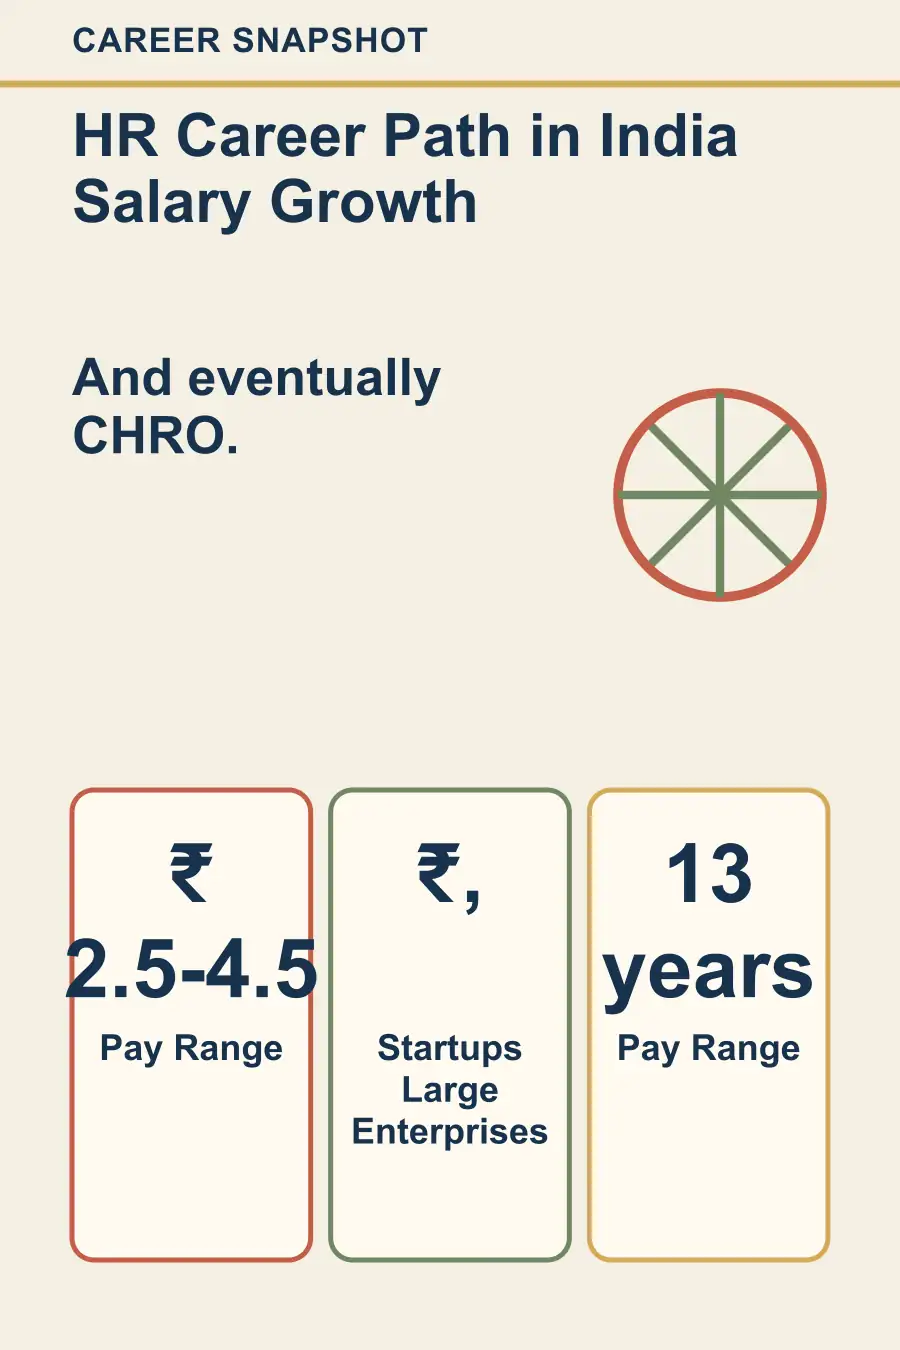 CAREER SNAPSHOT
HR Career Path in India
Salary Growth
And eventually
CHRO.
₹
2.5-4.5
Pay Range
₹,
Startups
Large
Enterprises
13
years
Pay Range